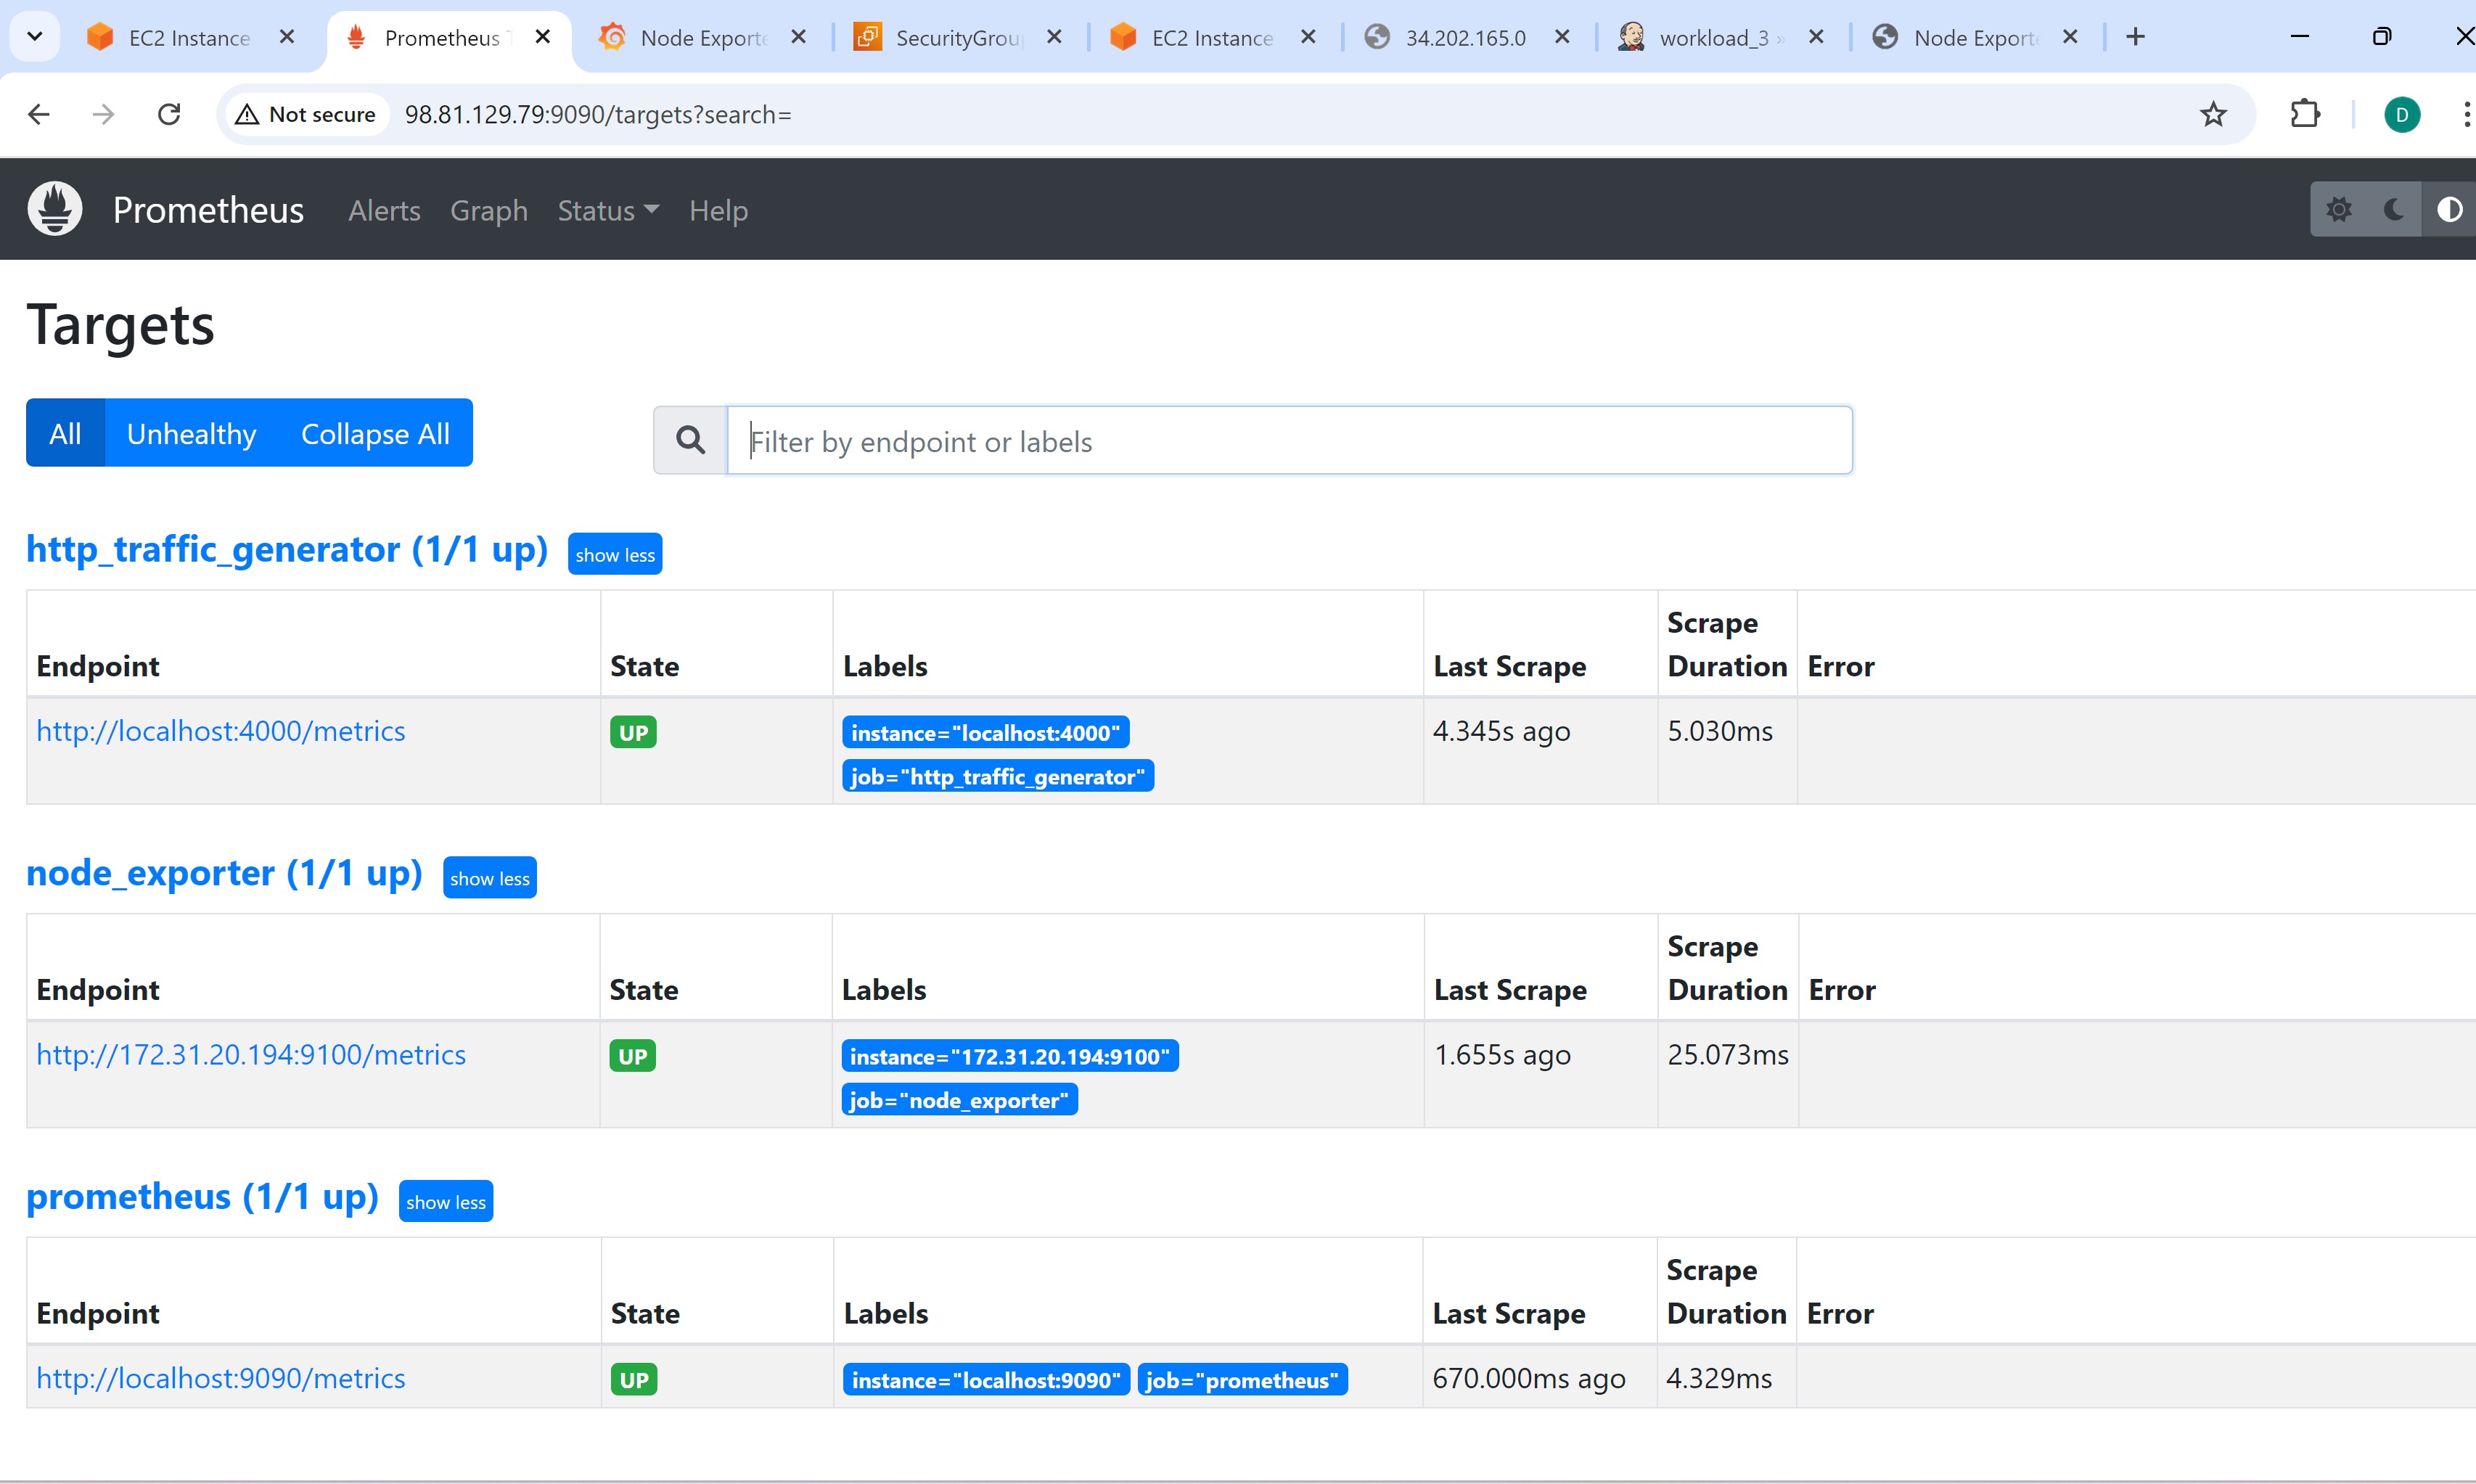 EC2 Instance
Prometheus T
Node Exporte
SecurityGrou
EC2 Instance
34.202.165.0
workload_3 »
Node Exporte
Not secure
98.81.129.79:9090/targets?search=
D
Prometheus Alerts Graph Status Help
Targets
All Unhealthy Collapse All
Filter by endpoint or labels
http_traffic_generator (1/1 up) show less
Endpoint State Labels Last Scrape Scrape Duration Error
http://localhost:4000/metrics UP instance="localhost:4000" 4.345s ago 5.030ms
job="http_traffic_generator"
node_exporter (1/1 up) show less
Endpoint State Labels Last Scrape Scrape Duration Error
http://172.31.20.194:9100/metrics UP instance="172.31.20.194:9100" 1.655s ago 25.073ms
job="node_exporter"
prometheus (1/1 up) show less
Endpoint State Labels Last Scrape Scrape Duration Error
http://localhost:9090/metrics UP instance="localhost:9090" job="prometheus" 670.000ms ago 4.329ms